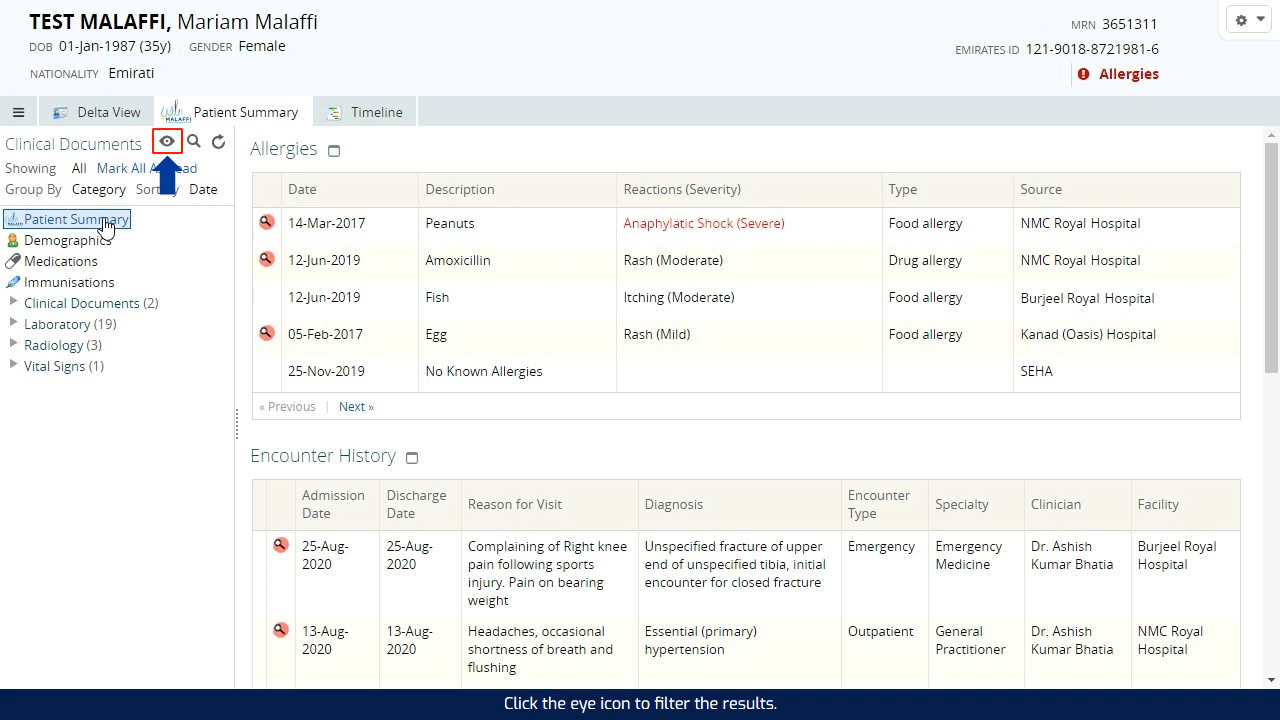 TEST MALAFFI, Mariam Malaffi
DOB 01-Jan-1987 (35y) GENDER Female
NATIONALITY Emirati
MRN 3651311
EMIRATES ID 121-9018-8721981-6
Allergies
Delta View
MALAFFI
Patient Summary
Timeline
Clinical Documents
Showing All Mark All
Group By Category Date
Patient Summary
Demographics
Medications
Immunisations
Clinical Documents (2)
Laboratory (19)
Radiology (3)
Vital Signs (1)
Allergies
Date Description Reactions (Severity) Type Source
14-Mar-2017 Peanuts Anaphylatic Shock (Severe) Food allergy NMC Royal Hospital
12-Jun-2019 Amoxicillin Rash (Moderate) Drug allergy NMC Royal Hospital
12-Jun-2019 Fish Itching (Moderate) Food allergy Burjeel Royal Hospital
05-Feb-2017 Egg Rash (Mild) Food allergy Kanad (Oasis) Hospital
25-Nov-2019 No Known Allergies SEHA
« Previous | Next »
Encounter History
Admission Date
Discharge Date
Reason for Visit
Diagnosis
Encounter Type
Specialty
Clinician
Facility
25-Aug-
2020
25-Aug-
2020
Complaining of Right knee
pain following sports
injury. Pain on bearing
weight
Unspecified fracture of upper
end of unspecified tibia, initial
encounter for closed fracture
Emergency
Emergency
Medicine
Dr. Ashish
Kumar Bhatia
Burjeel Royal
Hospital
13-Aug-
2020
13-Aug-
2020
Headaches, occasional
shortness of breath and
flushing
Essential (primary)
hypertension
Outpatient
General
Practitioner
Dr. Ashish
Kumar Bhatia
NMC Royal
Hospital
Click the eye icon to filter the results.